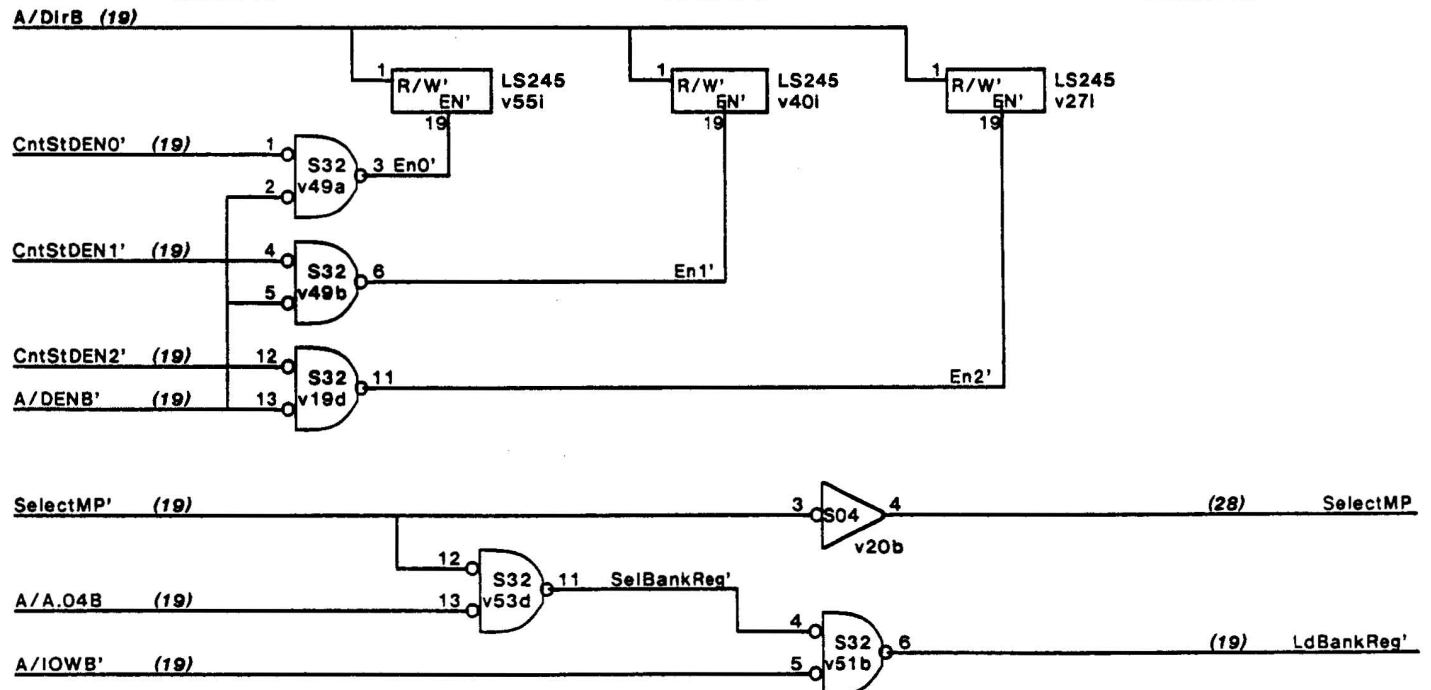 A/DirB (19)
1 R/W' EN' 19 LS245 v55i
1 R/W' EN' 19 LS245 v40i
1 R/W' EN' 19 LS245 v27i
CntStDEN0' (19) 1
2 S32 v49a 3 En0'
CntStDEN1' (19) 4
5 S32 v49b 6 En1'
CntStDEN2' (19) 12
A/DENB' (19) 13 S32 v19d 11 En2'
SelectMP' (19) 3 S04 4 v20b (28) SelectMP
12 S32 v53d 11 SelBankReg'
A/A.04B (19) 13
4 S32 v51b 6 (19) LdBankReg'
A/IOWB' (19) 5